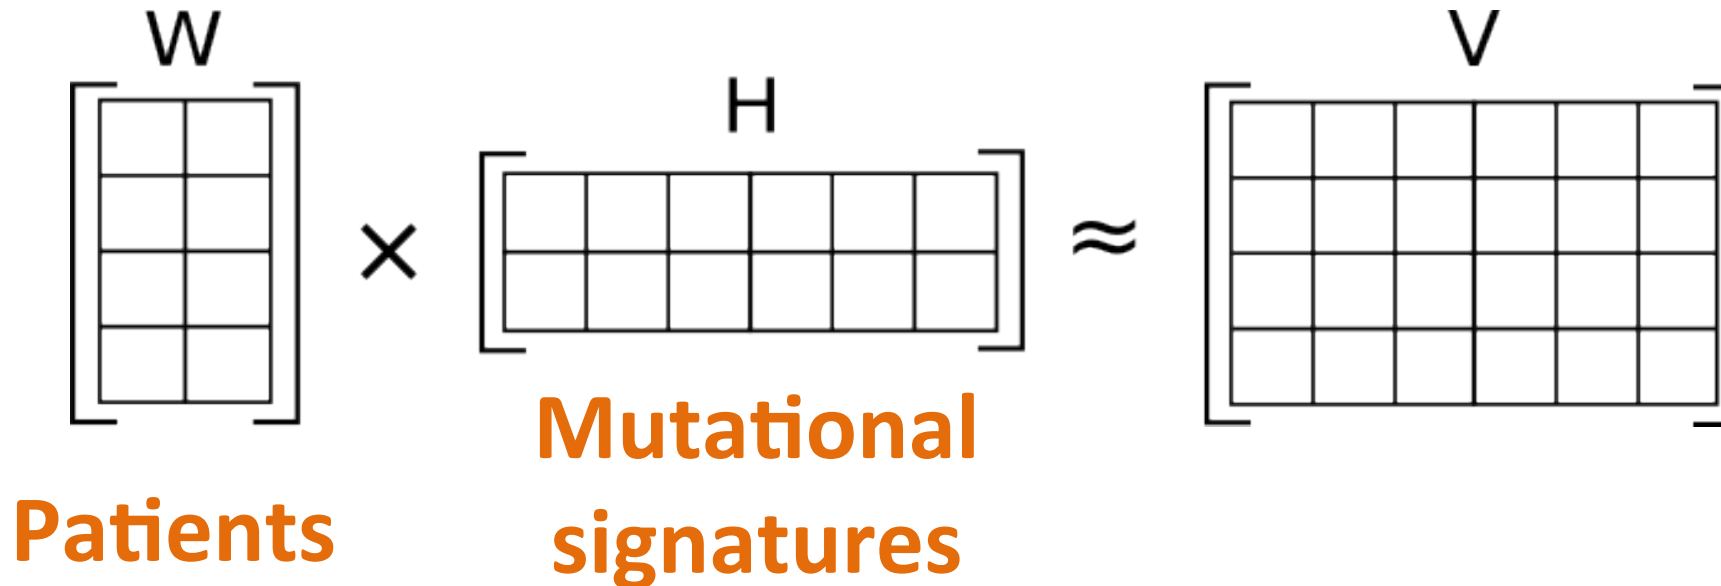 W
H
V
×
≈
Patients
Mutational
signatures